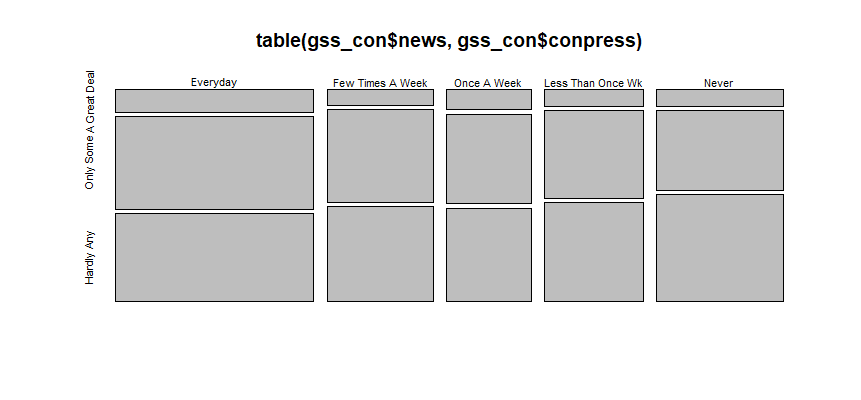 table(gss_con$news, gss_con$conpress)
Everyday
Few Times A Week
Once A Week
Less Than Once Wk
Never
A Great Deal
Only Some
Hardly Any